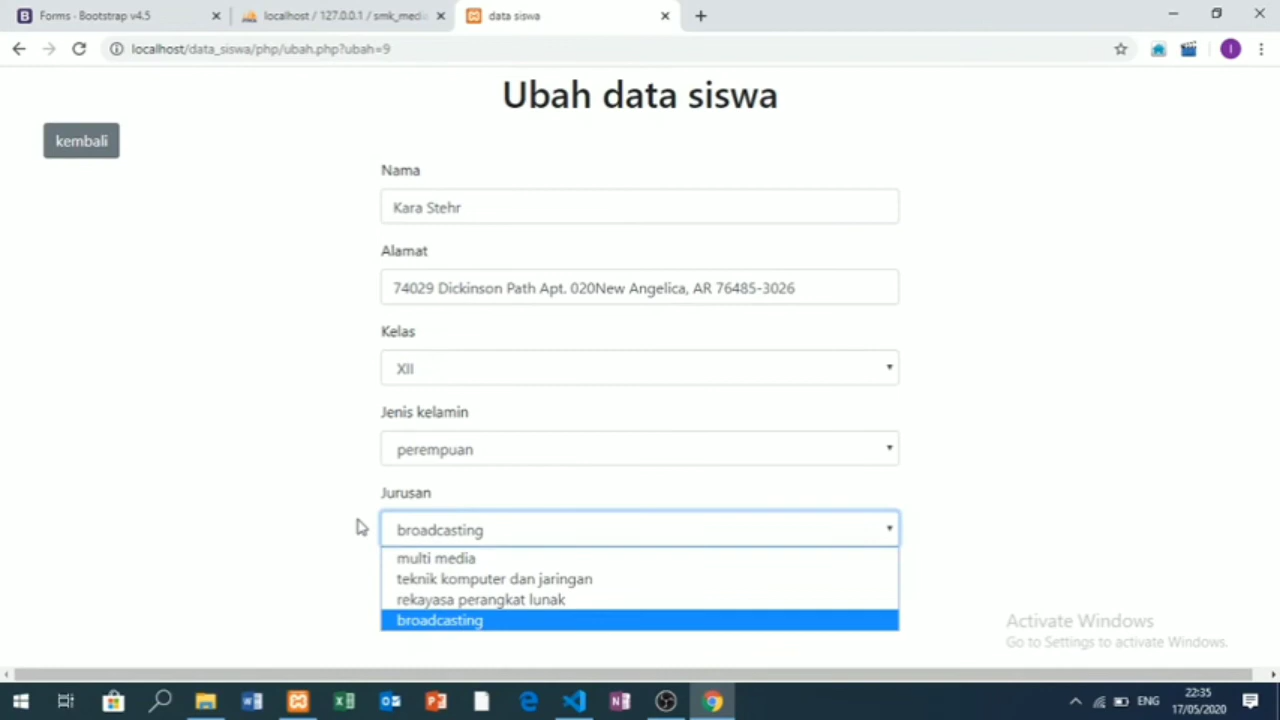 Forms · Bootstrap v4.5
localhost / 127.0.0.1 / smk_medi
data siswa
localhost/data_siswa/php/ubah.php?ubah=9
I
Ubah data siswa
kembali
Nama
Kara Stehr
Alamat
74029 Dickinson Path Apt. 020New Angelica, AR 76485-3026
Kelas
XII
Jenis kelamin
perempuan
Jurusan
broadcasting
multi media
teknik komputer dan jaringan
rekayasa perangkat lunak
broadcasting
Activate Windows
Go to Settings to activate Windows.
ENG
22:35
17/05/2020